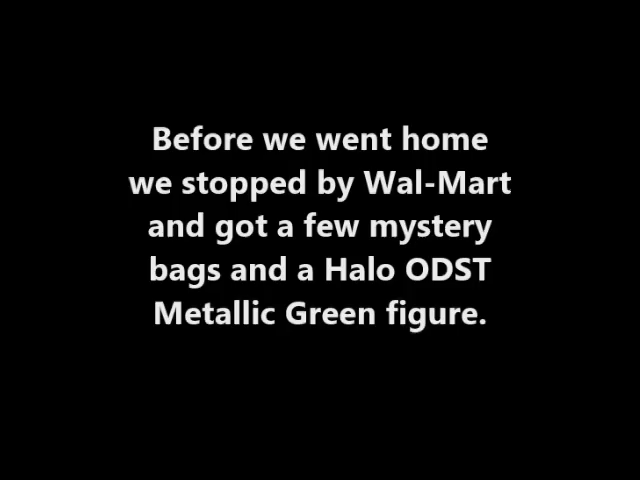 Before we went home
we stopped by Wal-Mart
and got a few mystery
bags and a Halo ODST
Metallic Green figure.